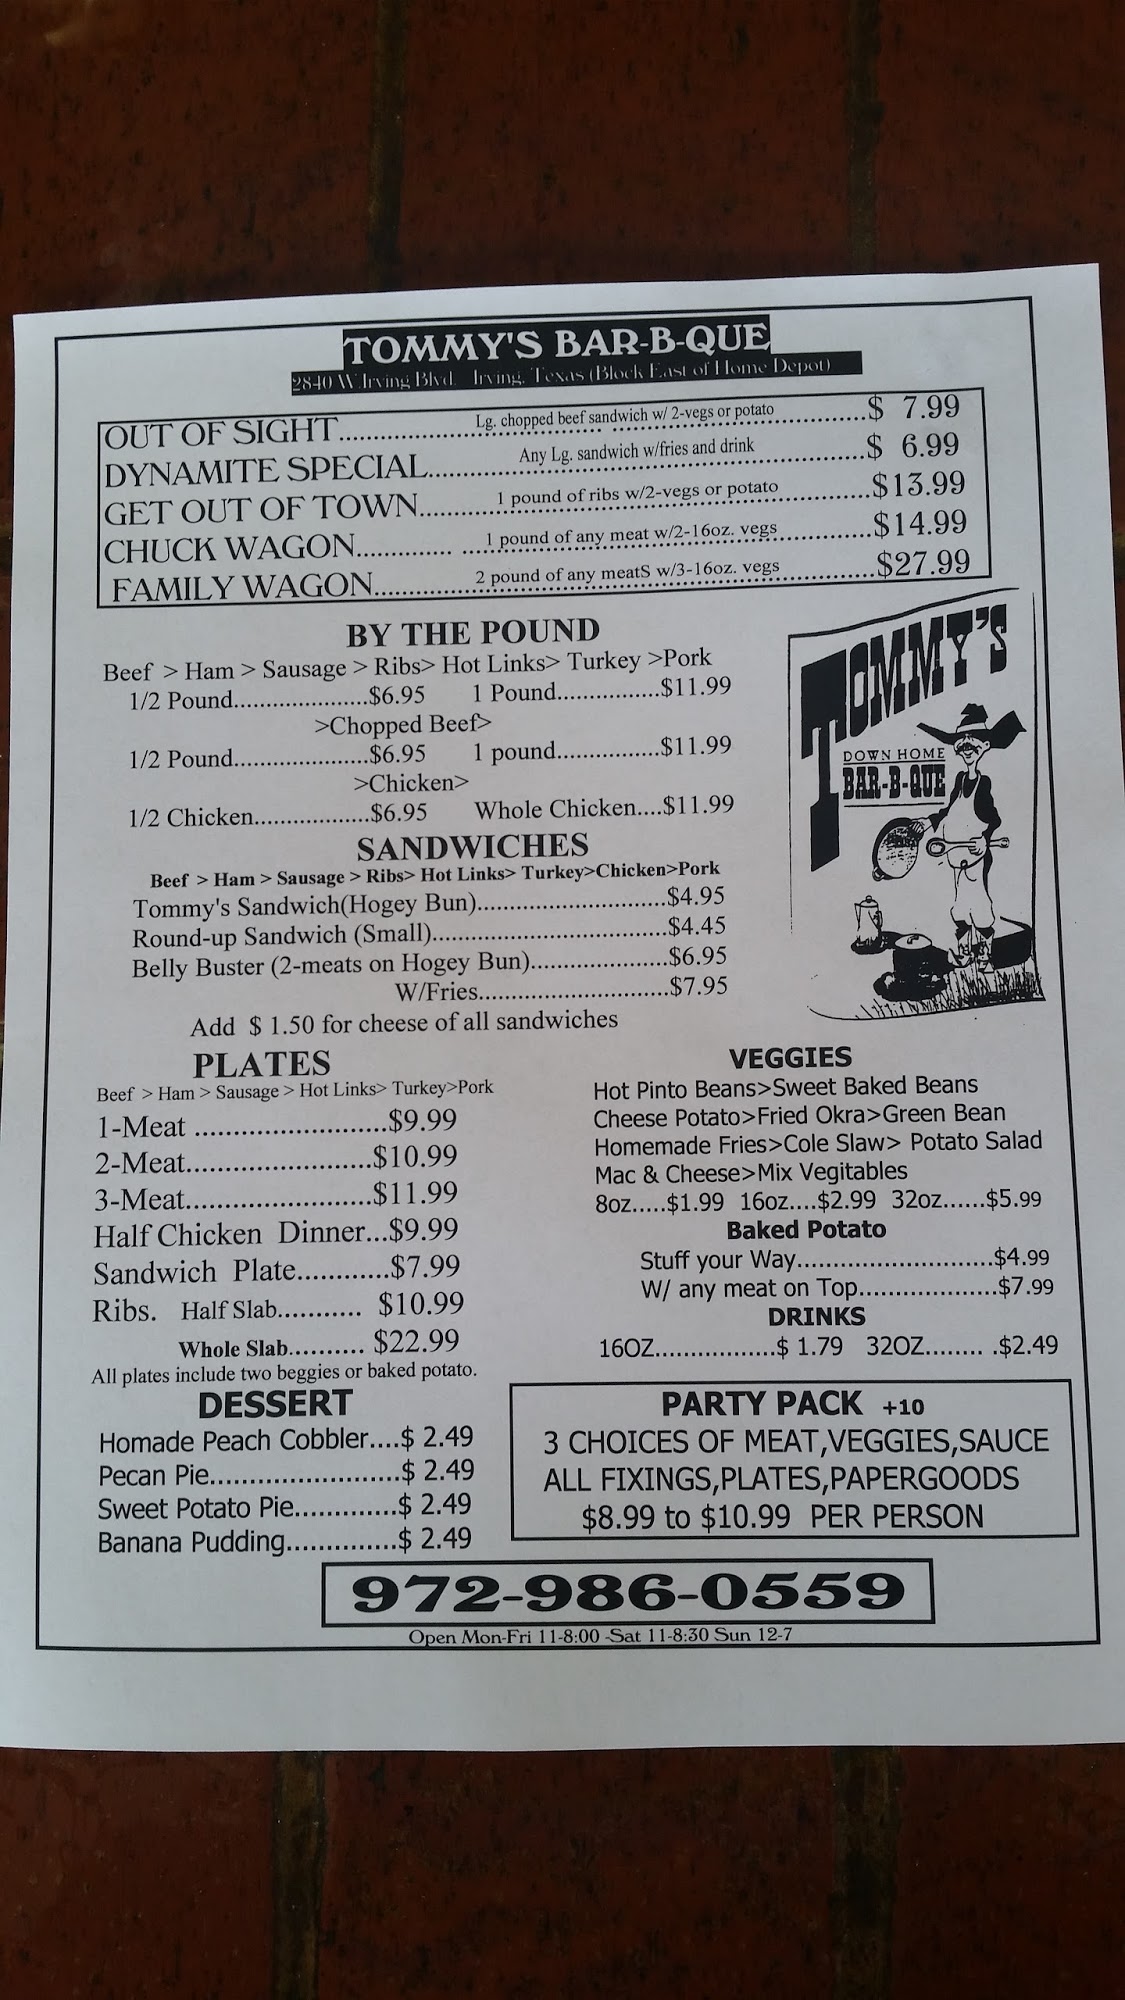 TOMMY'S BAR-B-QUE
2840 W.Irving Blvd. Irving, Texas (Block East of Home Depot)
OUT OF SIGHT.......... Lg. chopped beef sandwich w/ 2-vegs or potato ..........$ 7.99
DYNAMITE SPECIAL.......... Any Lg. sandwich w/fries and drink ..........$ 6.99
GET OUT OF TOWN.......... 1 pound of ribs w/2-vegs or potato ..........$13.99
CHUCK WAGON.......... 1 pound of any meat w/2-16oz. vegs ..........$14.99
FAMILY WAGON.......... 2 pound of any meatS w/3-16oz. vegs ..........$27.99
BY THE POUND
Beef > Ham > Sausage > Ribs> Hot Links> Turkey >Pork
1/2 Pound.....................$6.95 1 Pound................$11.99
>Chopped Beef>
1/2 Pound.....................$6.95 1 pound................$11.99
>Chicken>
1/2 Chicken..................$6.95 Whole Chicken....$11.99
TOMMY'S
DOWN HOME
BAR-B-QUE
SANDWICHES
Beef > Ham > Sausage > Ribs> Hot Links> Turkey>Chicken>Pork
Tommy's Sandwich(Hogey Bun).............................$4.95
Round-up Sandwich (Small)....................................$4.45
Belly Buster (2-meats on Hogey Bun).....................$6.95
W/Fries.............................$7.95
Add $ 1.50 for cheese of all sandwiches
PLATES
Beef > Ham > Sausage > Hot Links> Turkey>Pork
1-Meat .........................$9.99
2-Meat........................$10.99
3-Meat........................$11.99
Half Chicken Dinner...$9.99
Sandwich Plate............$7.99
Ribs. Half Slab........... $10.99
Whole Slab.......... $22.99
All plates include two beggies or baked potato.
VEGGIES
Hot Pinto Beans>Sweet Baked Beans
Cheese Potato>Fried Okra>Green Bean
Homemade Fries>Cole Slaw> Potato Salad
Mac & Cheese>Mix Vegitables
8oz.....$1.99 16oz....$2.99 32oz......$5.99
Baked Potato
Stuff your Way..........................$4.99
W/ any meat on Top...................$7.99
DRINKS
16OZ.................$ 1.79 32OZ........ .$2.49
DESSERT
Homade Peach Cobbler....$ 2.49
Pecan Pie.........................$ 2.49
Sweet Potato Pie.............$ 2.49
Banana Pudding..............$ 2.49
PARTY PACK +10
3 CHOICES OF MEAT,VEGGIES,SAUCE
ALL FIXINGS,PLATES,PAPERGOODS
$8.99 to $10.99 PER PERSON
972-986-0559
Open Mon-Fri 11-8:00 -Sat 11-8:30 Sun 12-7